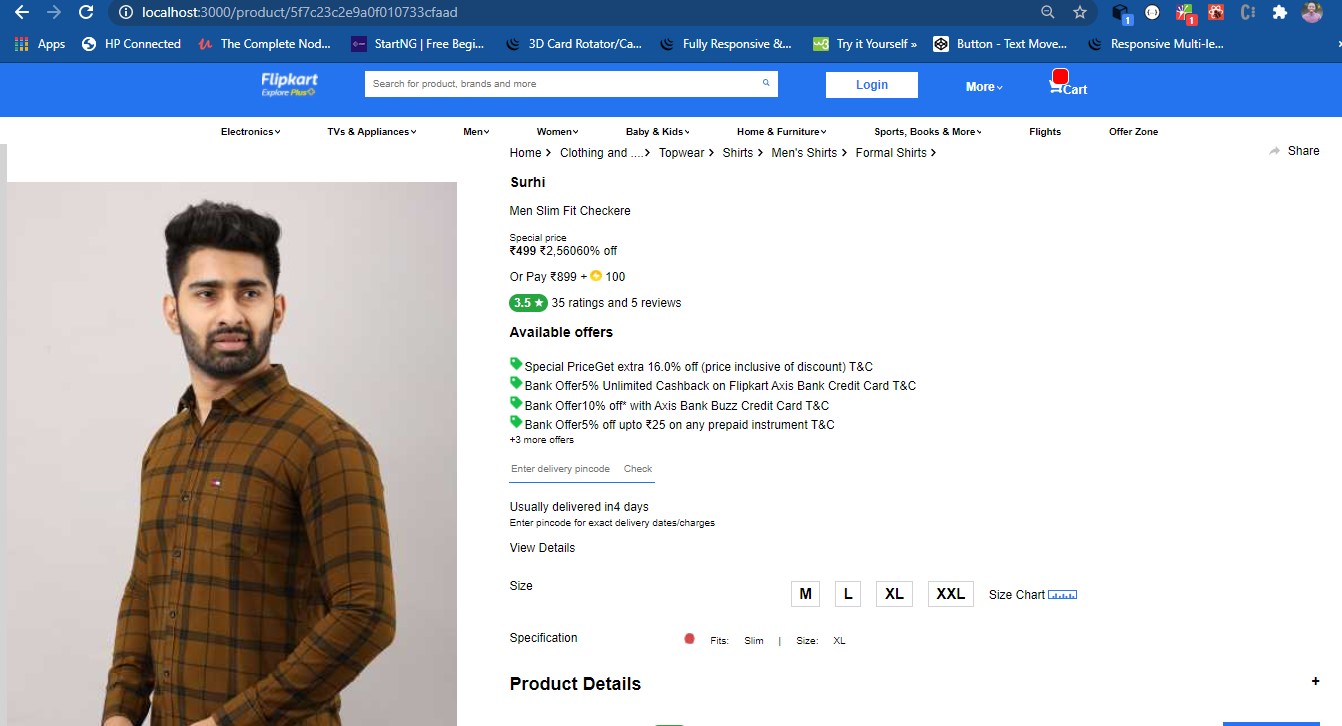 localhost:3000/product/5f7c23c2e9a0f010733cfaad
1
1
Apps HP Connected The Complete Nod... StartNG | Free Begi... 3D Card Rotator/Ca... Fully Responsive &... Try it Yourself » Button - Text Move... Responsive Multi-le...
Flipkart
Explore Plus
Search for product, brands and more
Login
More
Cart
Electronics TVs & Appliances Men Women Baby & Kids Home & Furniture Sports, Books & More Flights Offer Zone
Home Clothing and .... Topwear Shirts Men's Shirts Formal Shirts
Share
Surhi
Men Slim Fit Checkere
Special price
₹499 ₹2,56060% off
Or Pay ₹899 + 100
3.5 ★ 35 ratings and 5 reviews
Available offers
Special PriceGet extra 16.0% off (price inclusive of discount) T&C
Bank Offer5% Unlimited Cashback on Flipkart Axis Bank Credit Card T&C
Bank Offer10% off* with Axis Bank Buzz Credit Card T&C
Bank Offer5% off upto ₹25 on any prepaid instrument T&C
+3 more offers
Enter delivery pincode Check
Usually delivered in4 days
Enter pincode for exact delivery dates/charges
View Details
Size M L XL XXL Size Chart
Specification Fits: Slim | Size: XL
Product Details +